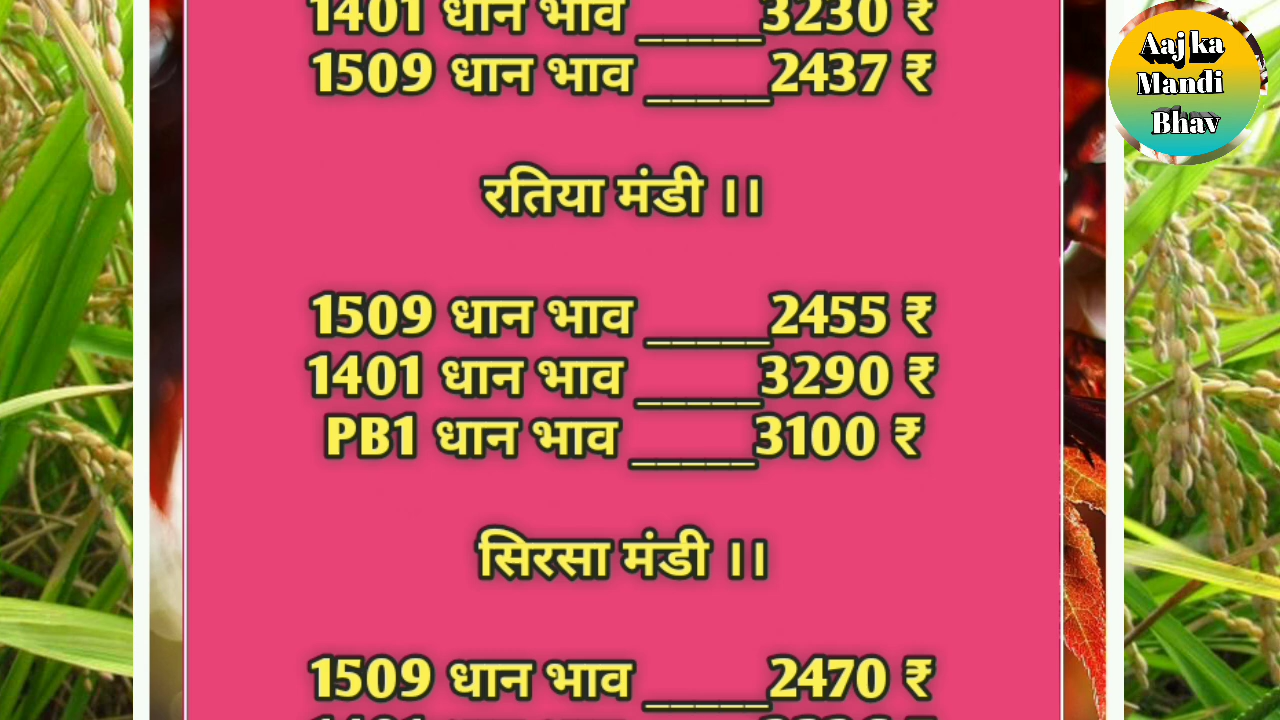 1401 धान भाव _____3230 ₹
1509 धान भाव _____2437 ₹
रतिया मंडी ।।
1509 धान भाव _____2455 ₹
1401 धान भाव _____3290 ₹
PB1 धान भाव _____3100 ₹
सिरसा मंडी ।।
1509 धान भाव _____2470 ₹
Aaj ka
Mandi
Bhav